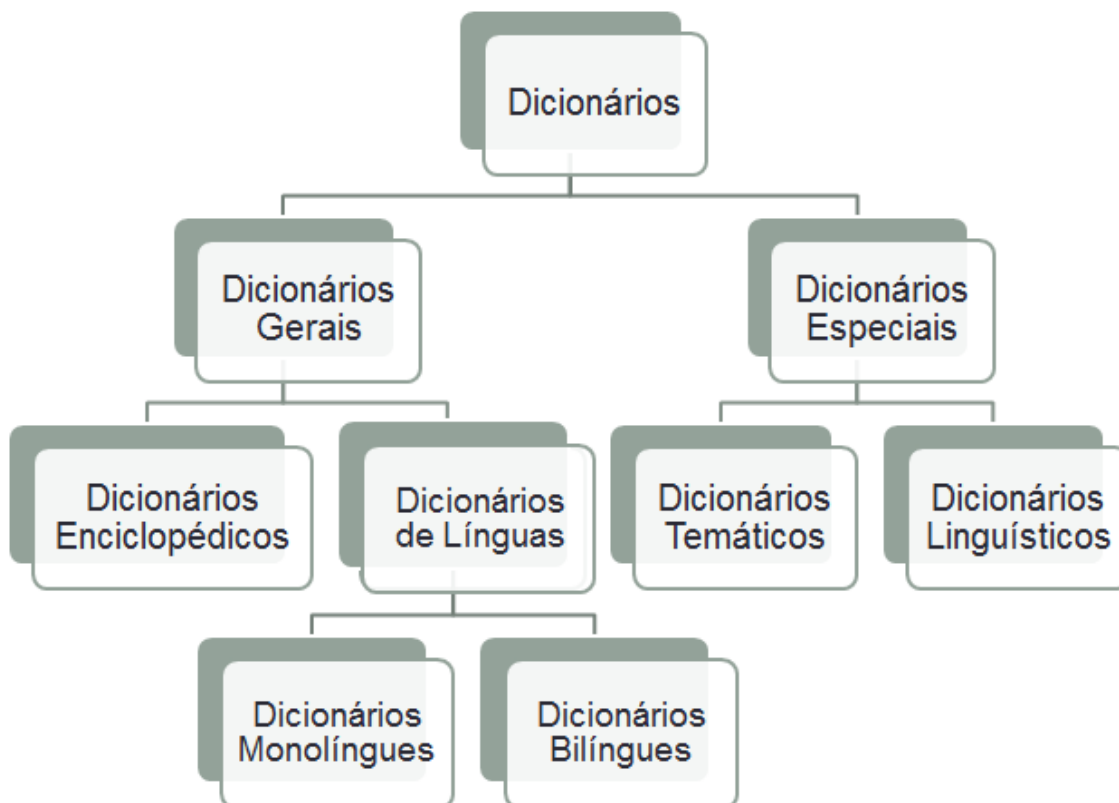 Dicionários
Dicionários
Gerais
Dicionários
Especiais
Dicionários
Enciclopédicos
Dicionários
de Línguas
Dicionários
Temáticos
Dicionários
Linguísticos
Dicionários
Monolíngues
Dicionários
Bilíngues